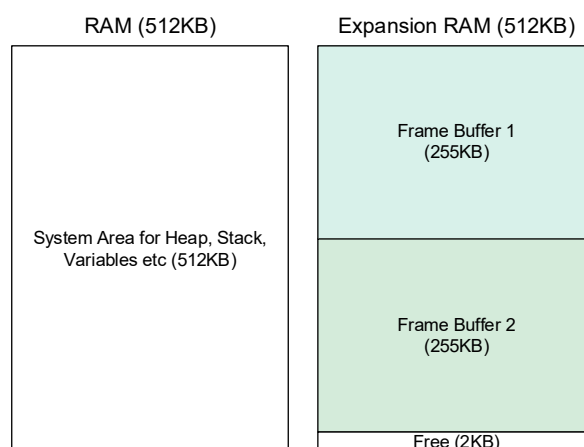 RAM (512KB)
Expansion RAM (512KB)
System Area for Heap, Stack,
Variables etc (512KB)
Frame Buffer 1
(255KB)
Frame Buffer 2
(255KB)
Free (2KB)